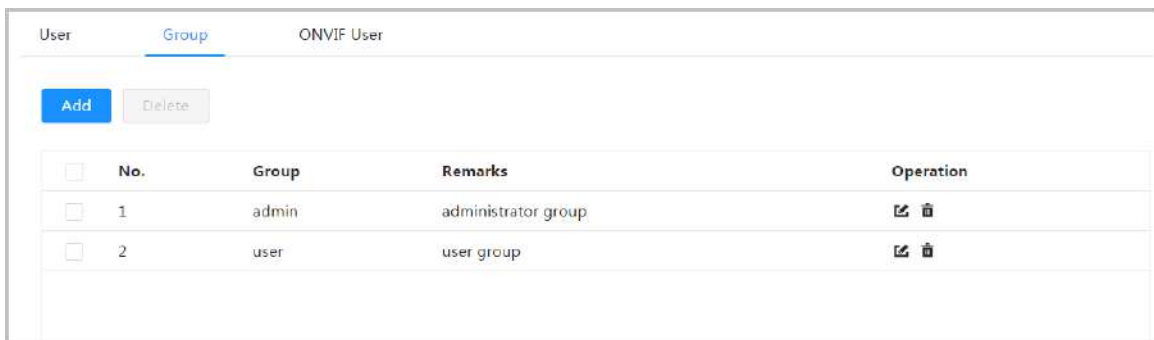 User Group ONVIF User
Add Delete
No. Group Remarks Operation
1 admin administrator group
2 user user group